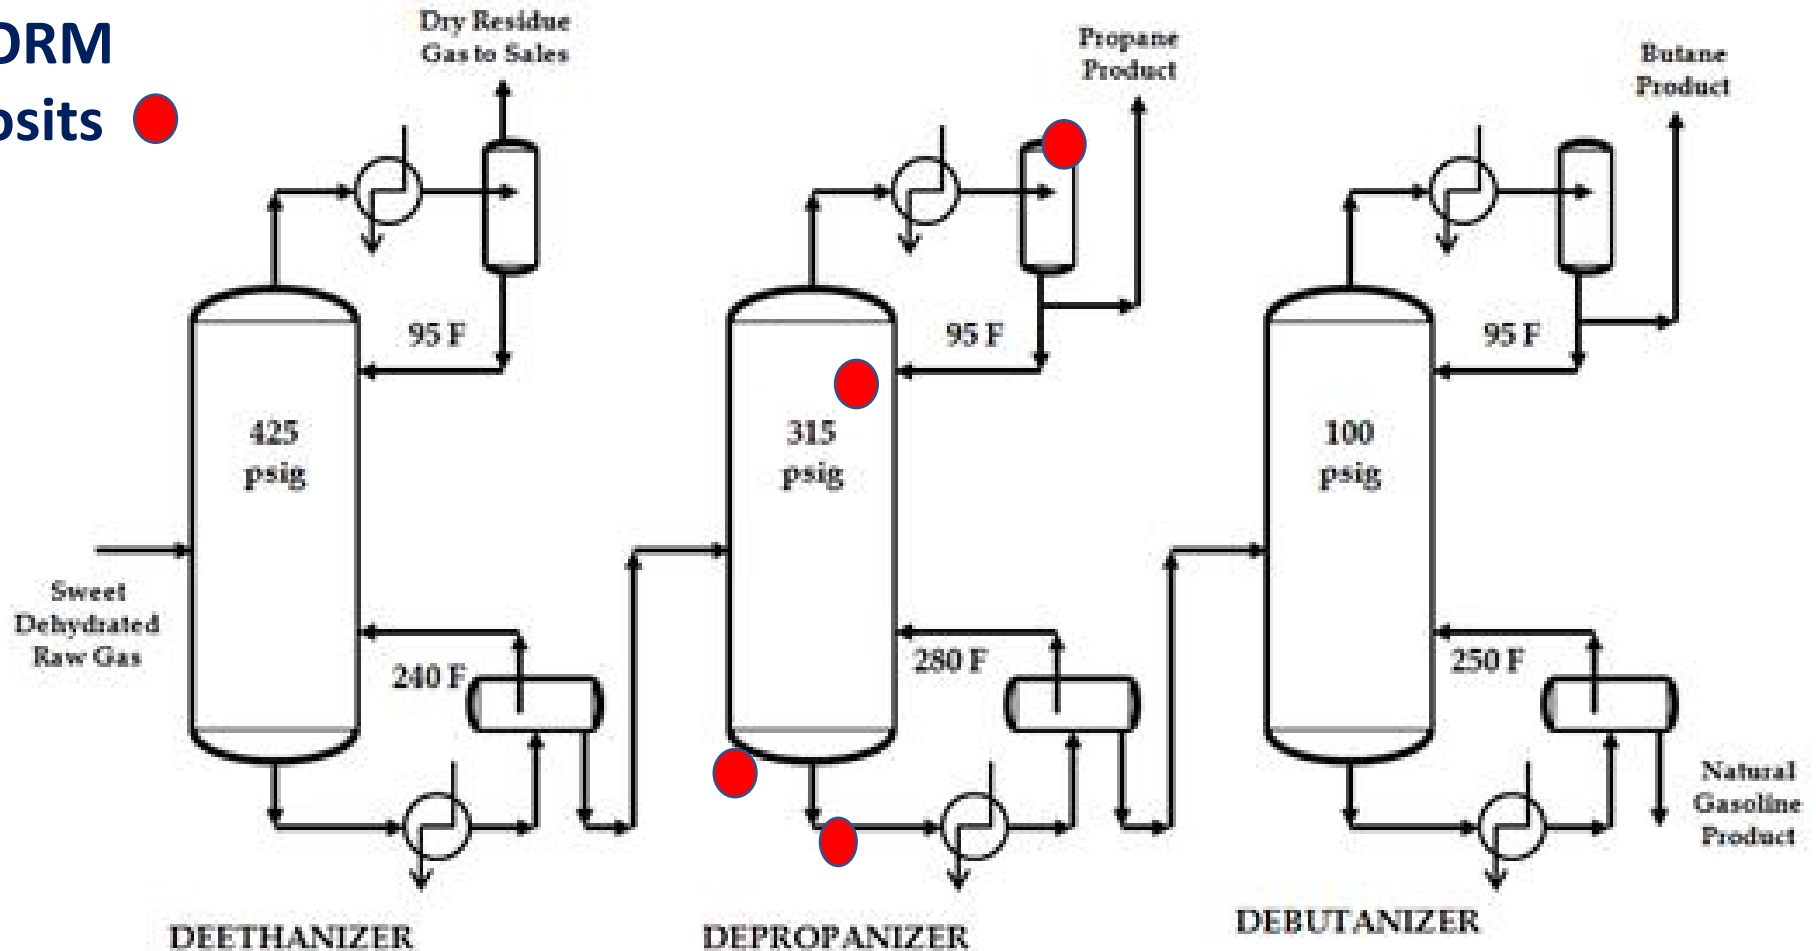 ORM
osits
Dry Residue
Gas to Sales
Propane
Product
Butane
Product
95 F
95 F
95 F
425
psig
315
psig
100
psig
Sweet
Dehydrated
Raw Gas
240 F
280 F
250 F
Natural
Gasoline
Product
DEETHANIZER
DEPROPANIZER
DEBUTANIZER